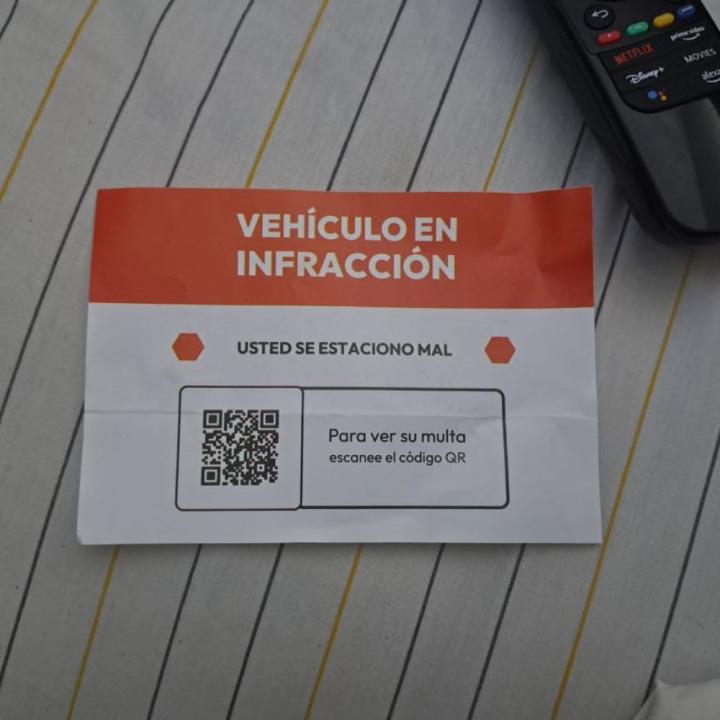 NETFLIX
prime video
Disney+
MOVIES
VEHÍCULO EN
INFRACCIÓN
USTED SE ESTACIONO MAL
Para ver su multa
escanee el código QR